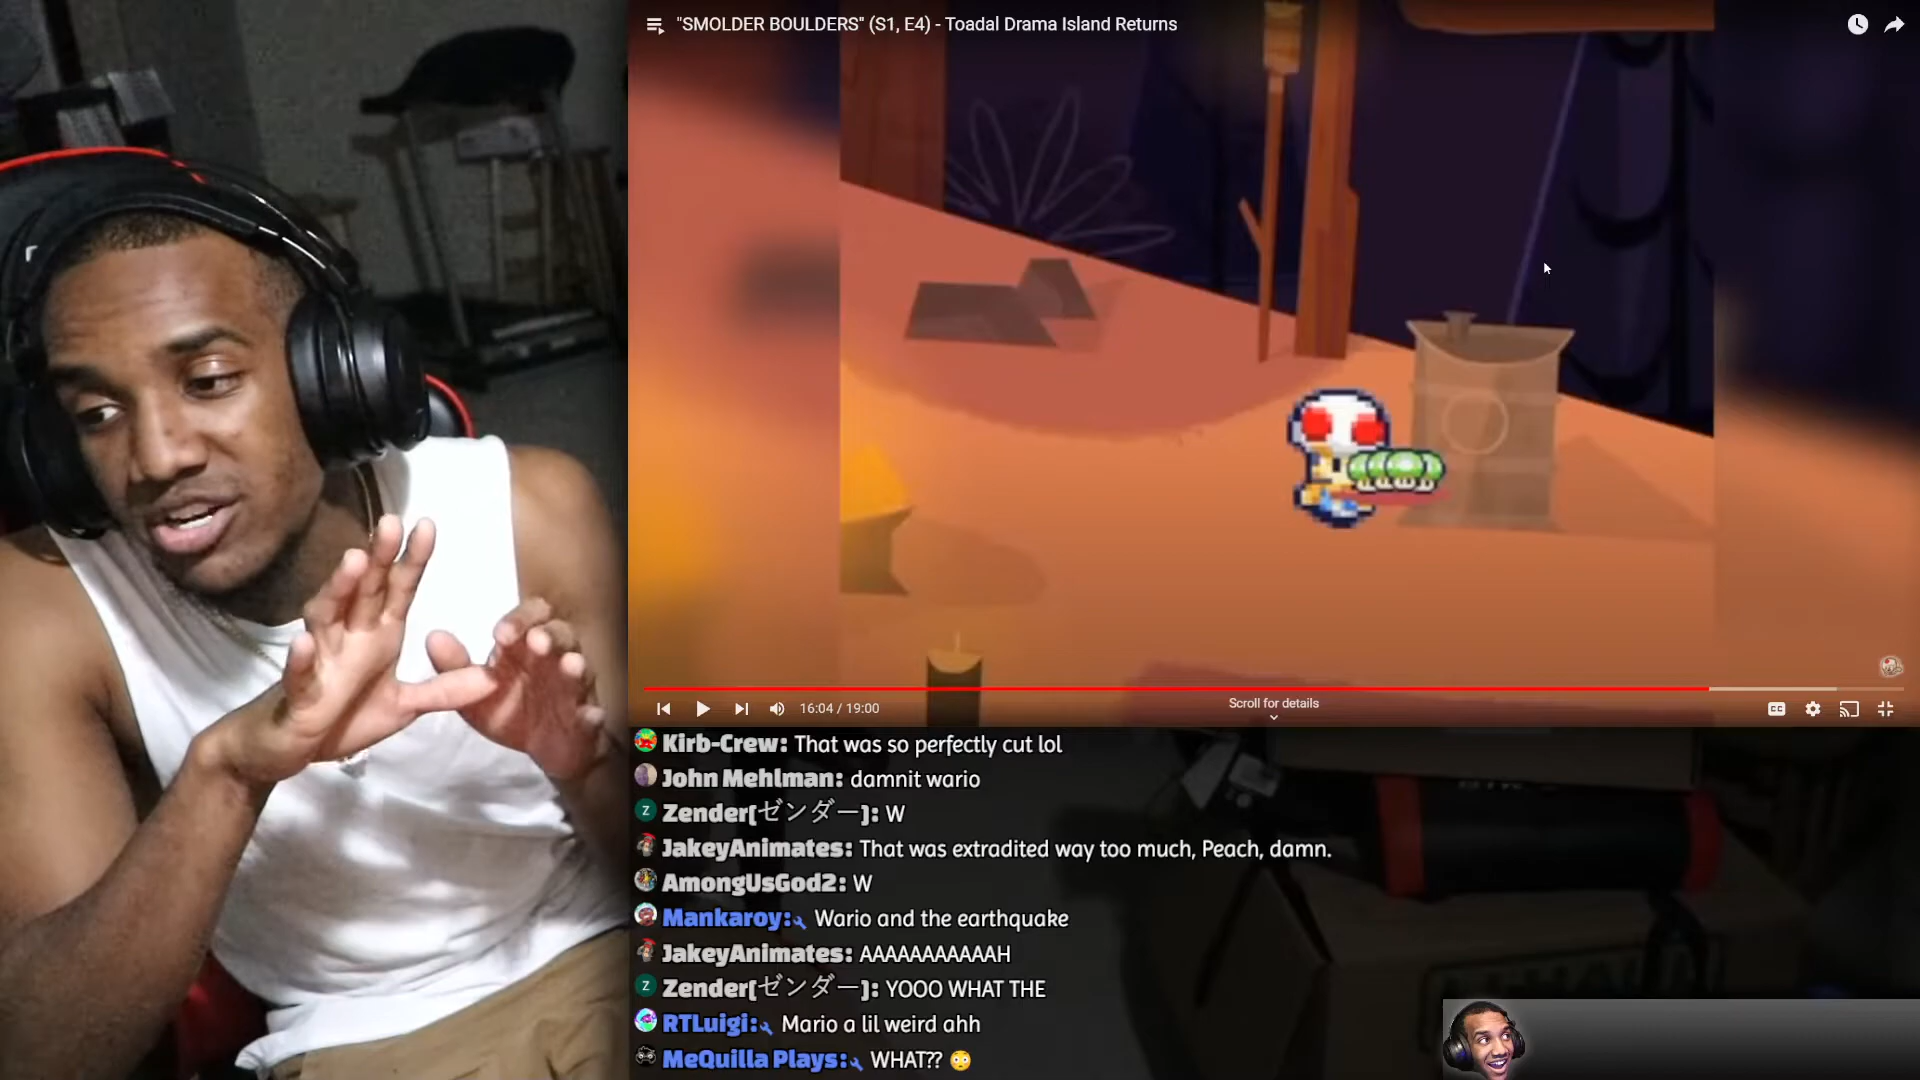 "SMOLDER BOULDERS" (S1, E4) - Toadal Drama Island Returns
16:04 / 19:00
Scroll for details
CC
Kirb-Crew: That was so perfectly cut lol
John Mehlman: damnit wario
Z Zender[ゼンダー]: W
JakeyAnimates: That was extradited way too much, Peach, damn.
AmongUsGod2: W
Mankaroy: Wario and the earthquake
JakeyAnimates: AAAAAAAAAAAH
Z Zender[ゼンダー]: YOOO WHAT THE
RTLuigi: Mario a lil weird ahh
MeQuilla Plays: WHAT?? 😳